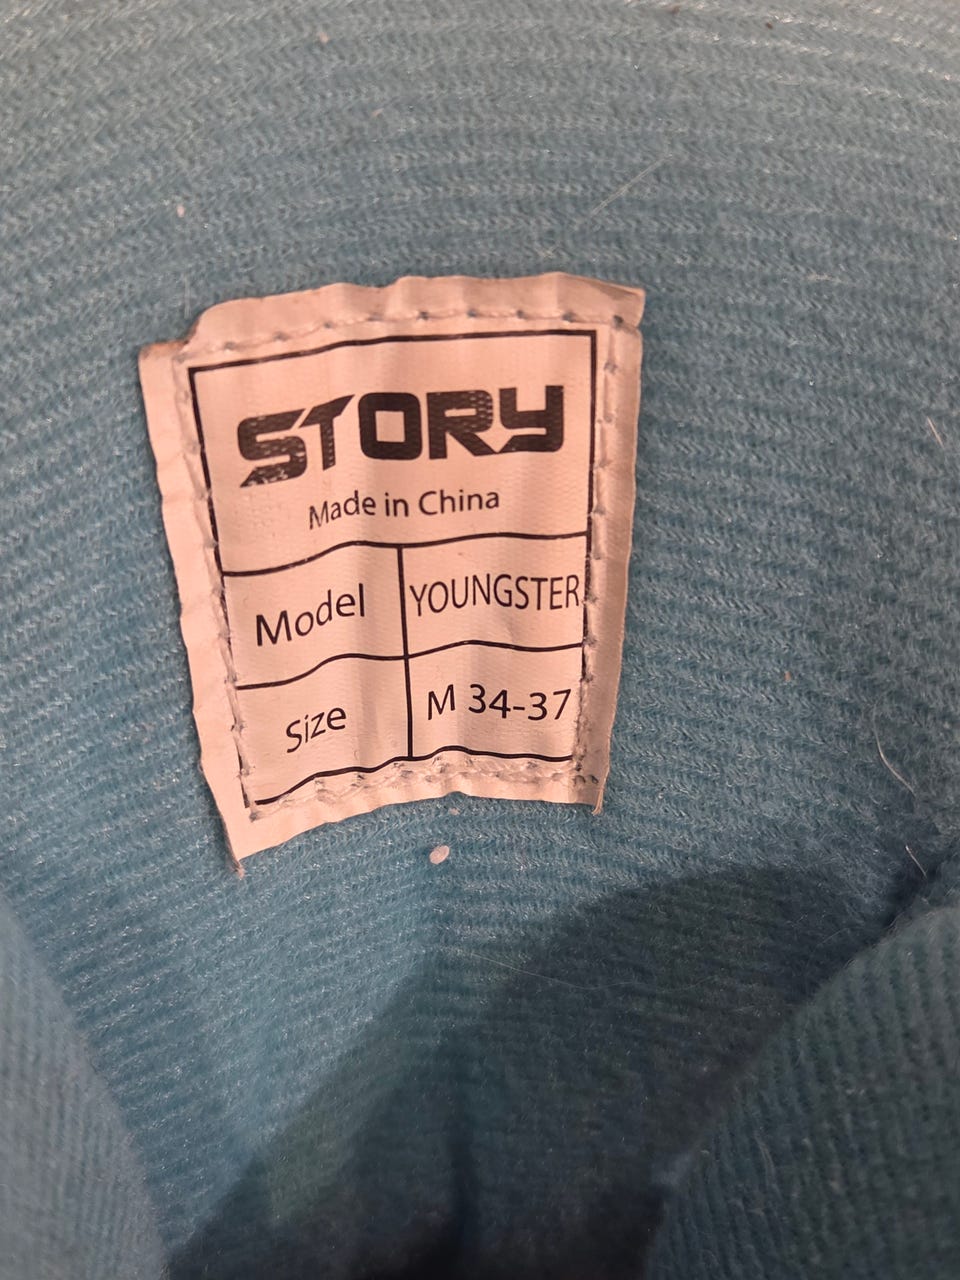 STORY
Made in China
Model YOUNGSTER
Size M 34-37